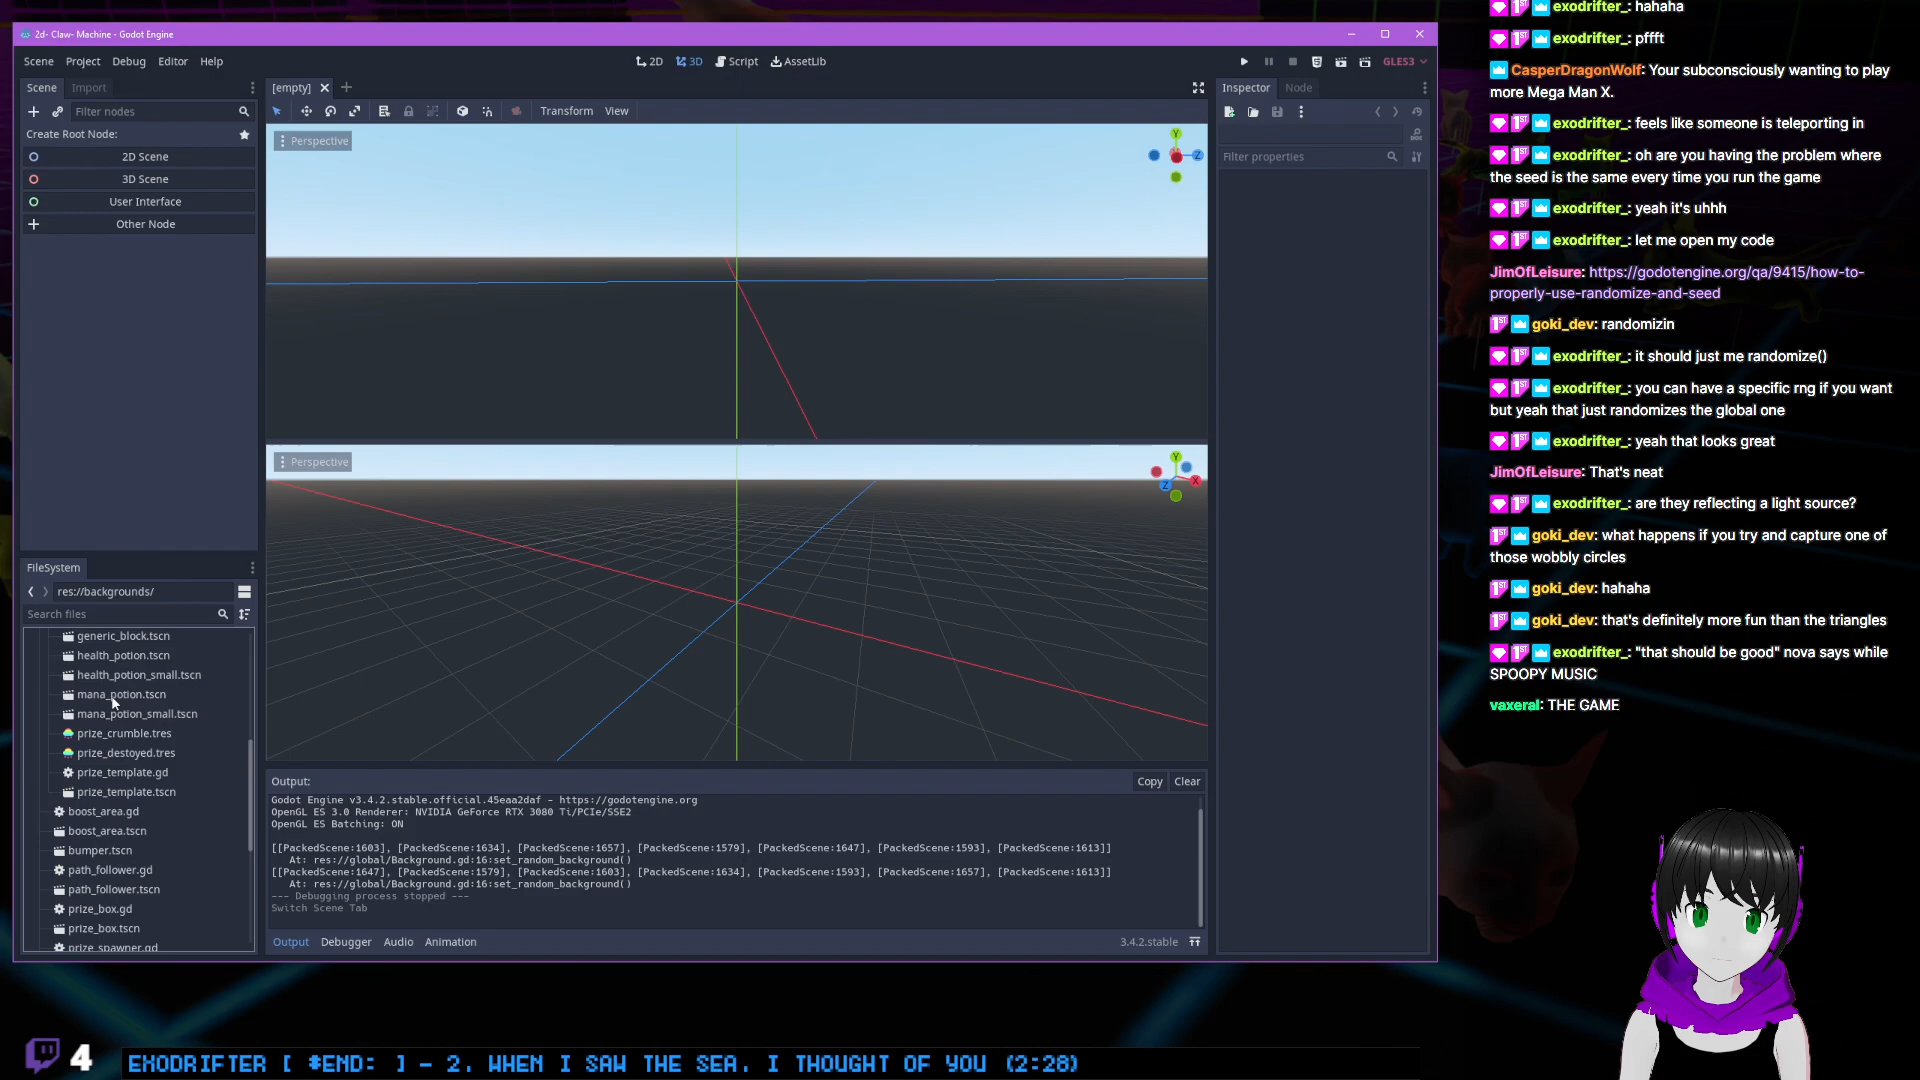 2d- Claw- Machine - Godot Engine
Scene Project Debug Editor Help
2D 3D Script AssetLib
GLES3
Scene Import
[empty]
Inspector Node
Filter nodes
Transform View
Create Root Node:
2D Scene
3D Scene
User Interface
Other Node
Perspective
Y
Z
Filter properties
Perspective
Y
X
Z
FileSystem
res://backgrounds/
Search files
generic_block.tscn
health_potion.tscn
health_potion_small.tscn
mana_potion.tscn
mana_potion_small.tscn
prize_crumble.tres
prize_destoyed.tres
prize_template.gd
prize_template.tscn
boost_area.gd
boost_area.tscn
bumper.tscn
path_follower.gd
path_follower.tscn
prize_box.gd
prize_box.tscn
prize_spawner.gd
Output:
Copy Clear
Godot Engine v3.4.2.stable.official.45eaa2daf - https://godotengine.org
OpenGL ES 3.0 Renderer: NVIDIA GeForce RTX 3080 Ti/PCIe/SSE2
OpenGL ES Batching: ON
[[PackedScene:1603], [PackedScene:1634], [PackedScene:1657], [PackedScene:1579], [PackedScene:1647], [PackedScene:1593], [PackedScene:1613]]
At: res://global/Background.gd:16:set_random_background()
[[PackedScene:1647], [PackedScene:1579], [PackedScene:1603], [PackedScene:1634], [PackedScene:1593], [PackedScene:1657], [PackedScene:1613]]
At: res://global/Background.gd:16:set_random_background()
--- Debugging process stopped ---
Switch Scene Tab
Output Debugger Audio Animation
3.4.2.stable
exodrifter_: hahaha
exodrifter_: pffft
CasperDragonWolf: Your subconsciously wanting to play
more Mega Man X.
exodrifter_: feels like someone is teleporting in
exodrifter_: oh are you having the problem where
the seed is the same every time you run the game
exodrifter_: yeah it's uhhh
exodrifter_: let me open my code
JimOfLeisure: https://godotengine.org/qa/9415/how-to-
properly-use-randomize-and-seed
goki_dev: randomizin
exodrifter_: it should just me randomize()
exodrifter_: you can have a specific rng if you want
but yeah that just randomizes the global one
exodrifter_: yeah that looks great
JimOfLeisure: That's neat
exodrifter_: are they reflecting a light source?
goki_dev: what happens if you try and capture one of
those wobbly circles
goki_dev: hahaha
goki_dev: that's definitely more fun than the triangles
exodrifter_: "that should be good" nova says while
SPOOPY MUSIC
vaxeral: THE GAME
4
EXODRIFTER [ *END: ] - 2. WHEN I SAW THE SEA, I THOUGHT OF YOU (2:28)